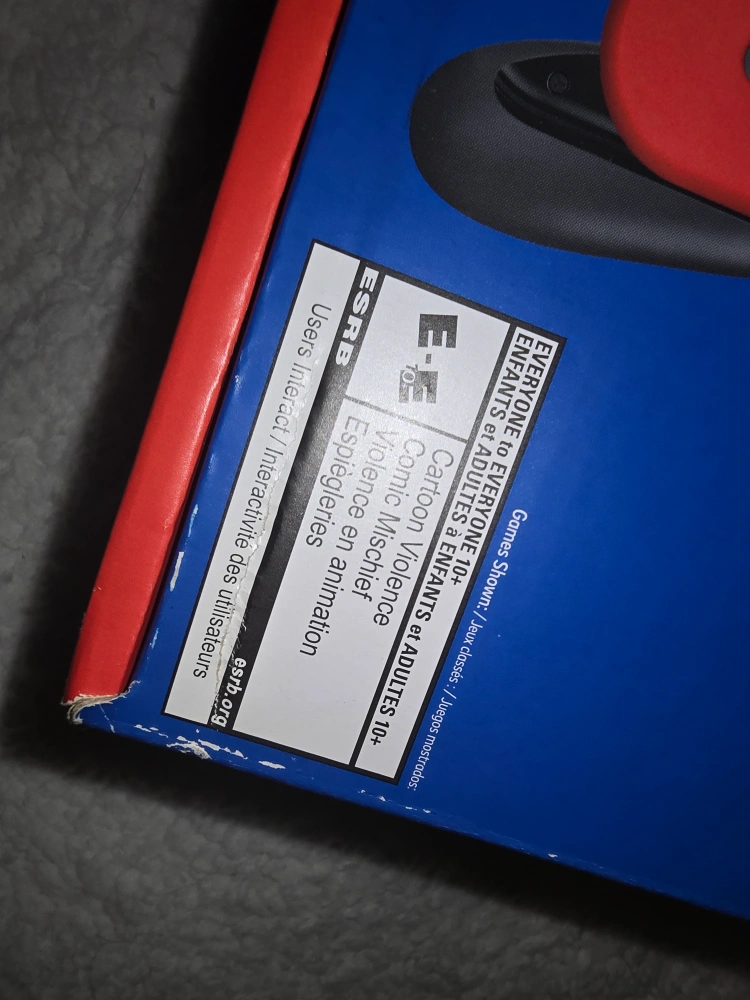 Games Shown: / Jeux classés : / Juegos mostrados:
EVERYONE to EVERYONE 10+
ENFANTS et ADULTES à ENFANTS et ADULTES 10+
E-E
TO
Cartoon Violence
Comic Mischief
Violence en animation
Espiègleries
ESRB
esrb.org
Users Interact / Interactivité des utilisateurs